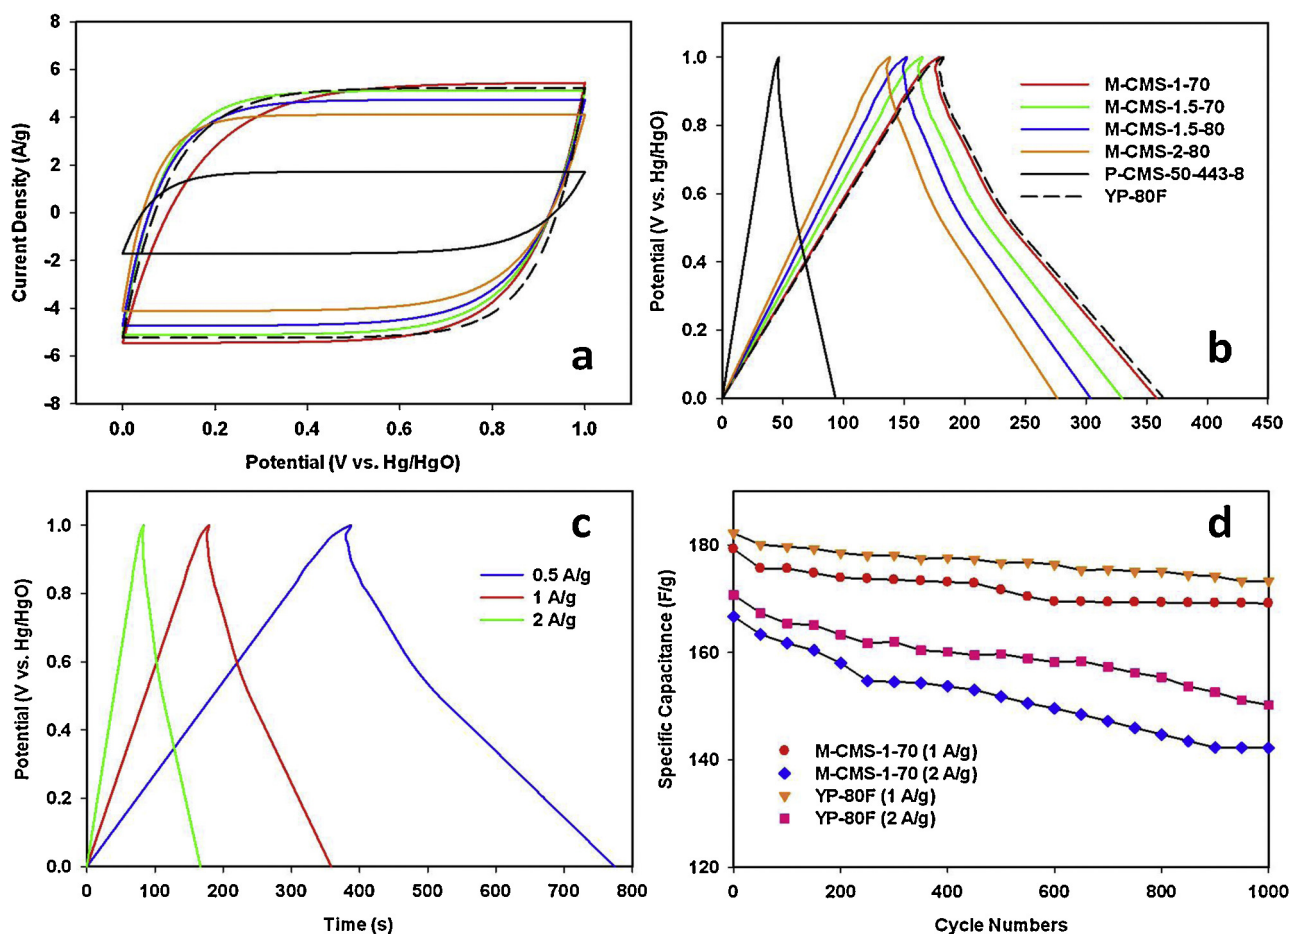 8
6
4
2
0
-2
-4
-6
-8
Current Density (A/g)
0.0 0.2 0.4 0.6 0.8 1.0
Potential (V vs. Hg/HgO)
a
1.0
0.8
0.6
0.4
0.2
0.0
Potential (V vs. Hg/HgO)
M-CMS-1-70
M-CMS-1.5-70
M-CMS-1.5-80
M-CMS-2-80
P-CMS-50-443-8
YP-80F
b
0 50 100 150 200 250 300 350 400 450
1.0
0.8
0.6
0.4
0.2
0.0
Potential (V vs. Hg/HgO)
c
0.5 A/g
1 A/g
2 A/g
0 100 200 300 400 500 600 700 800
Time (s)
180
160
140
120
Specific Capacitance (F/g)
d
M-CMS-1-70 (1 A/g)
M-CMS-1-70 (2 A/g)
YP-80F (1 A/g)
YP-80F (2 A/g)
0 200 400 600 800 1000
Cycle Numbers